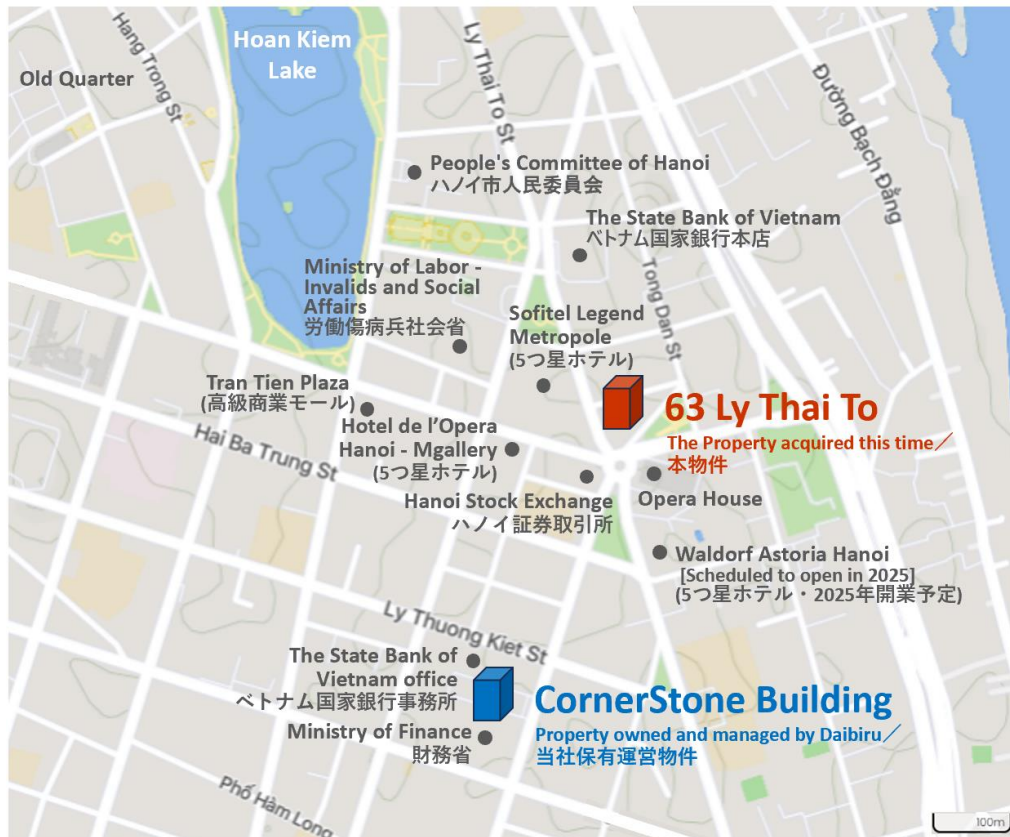 Hang Trong St
Hoan Kiem
Lake
Old Quarter
Ly Thai To St
Đường Bạch Đằng
People's Committee of Hanoi
ハノイ市人民委員会
The State Bank of Vietnam
ベトナム国家銀行本店
Tong Dan St
Ministry of Labor -
Invalids and Social
Affairs
労働傷病兵社会省
Sofitel Legend
Metropole
(5つ星ホテル)
Tran Tien Plaza
(高級商業モール)
63 Ly Thai To
The Property acquired this time／
本物件
Hotel de l’Opera
Hanoi - Mgallery
(5つ星ホテル)
Hai Ba Trung St
Hanoi Stock Exchange
ハノイ証券取引所
Opera House
Waldorf Astoria Hanoi
[Scheduled to open in 2025]
(5つ星ホテル・2025年開業予定)
Ly Thuong Kiet St
The State Bank of
Vietnam office
ベトナム国家銀行事務所
CornerStone Building
Property owned and managed by Daibiru／
当社保有運営物件
Ministry of Finance
財務省
Phố Hàm Long
100m